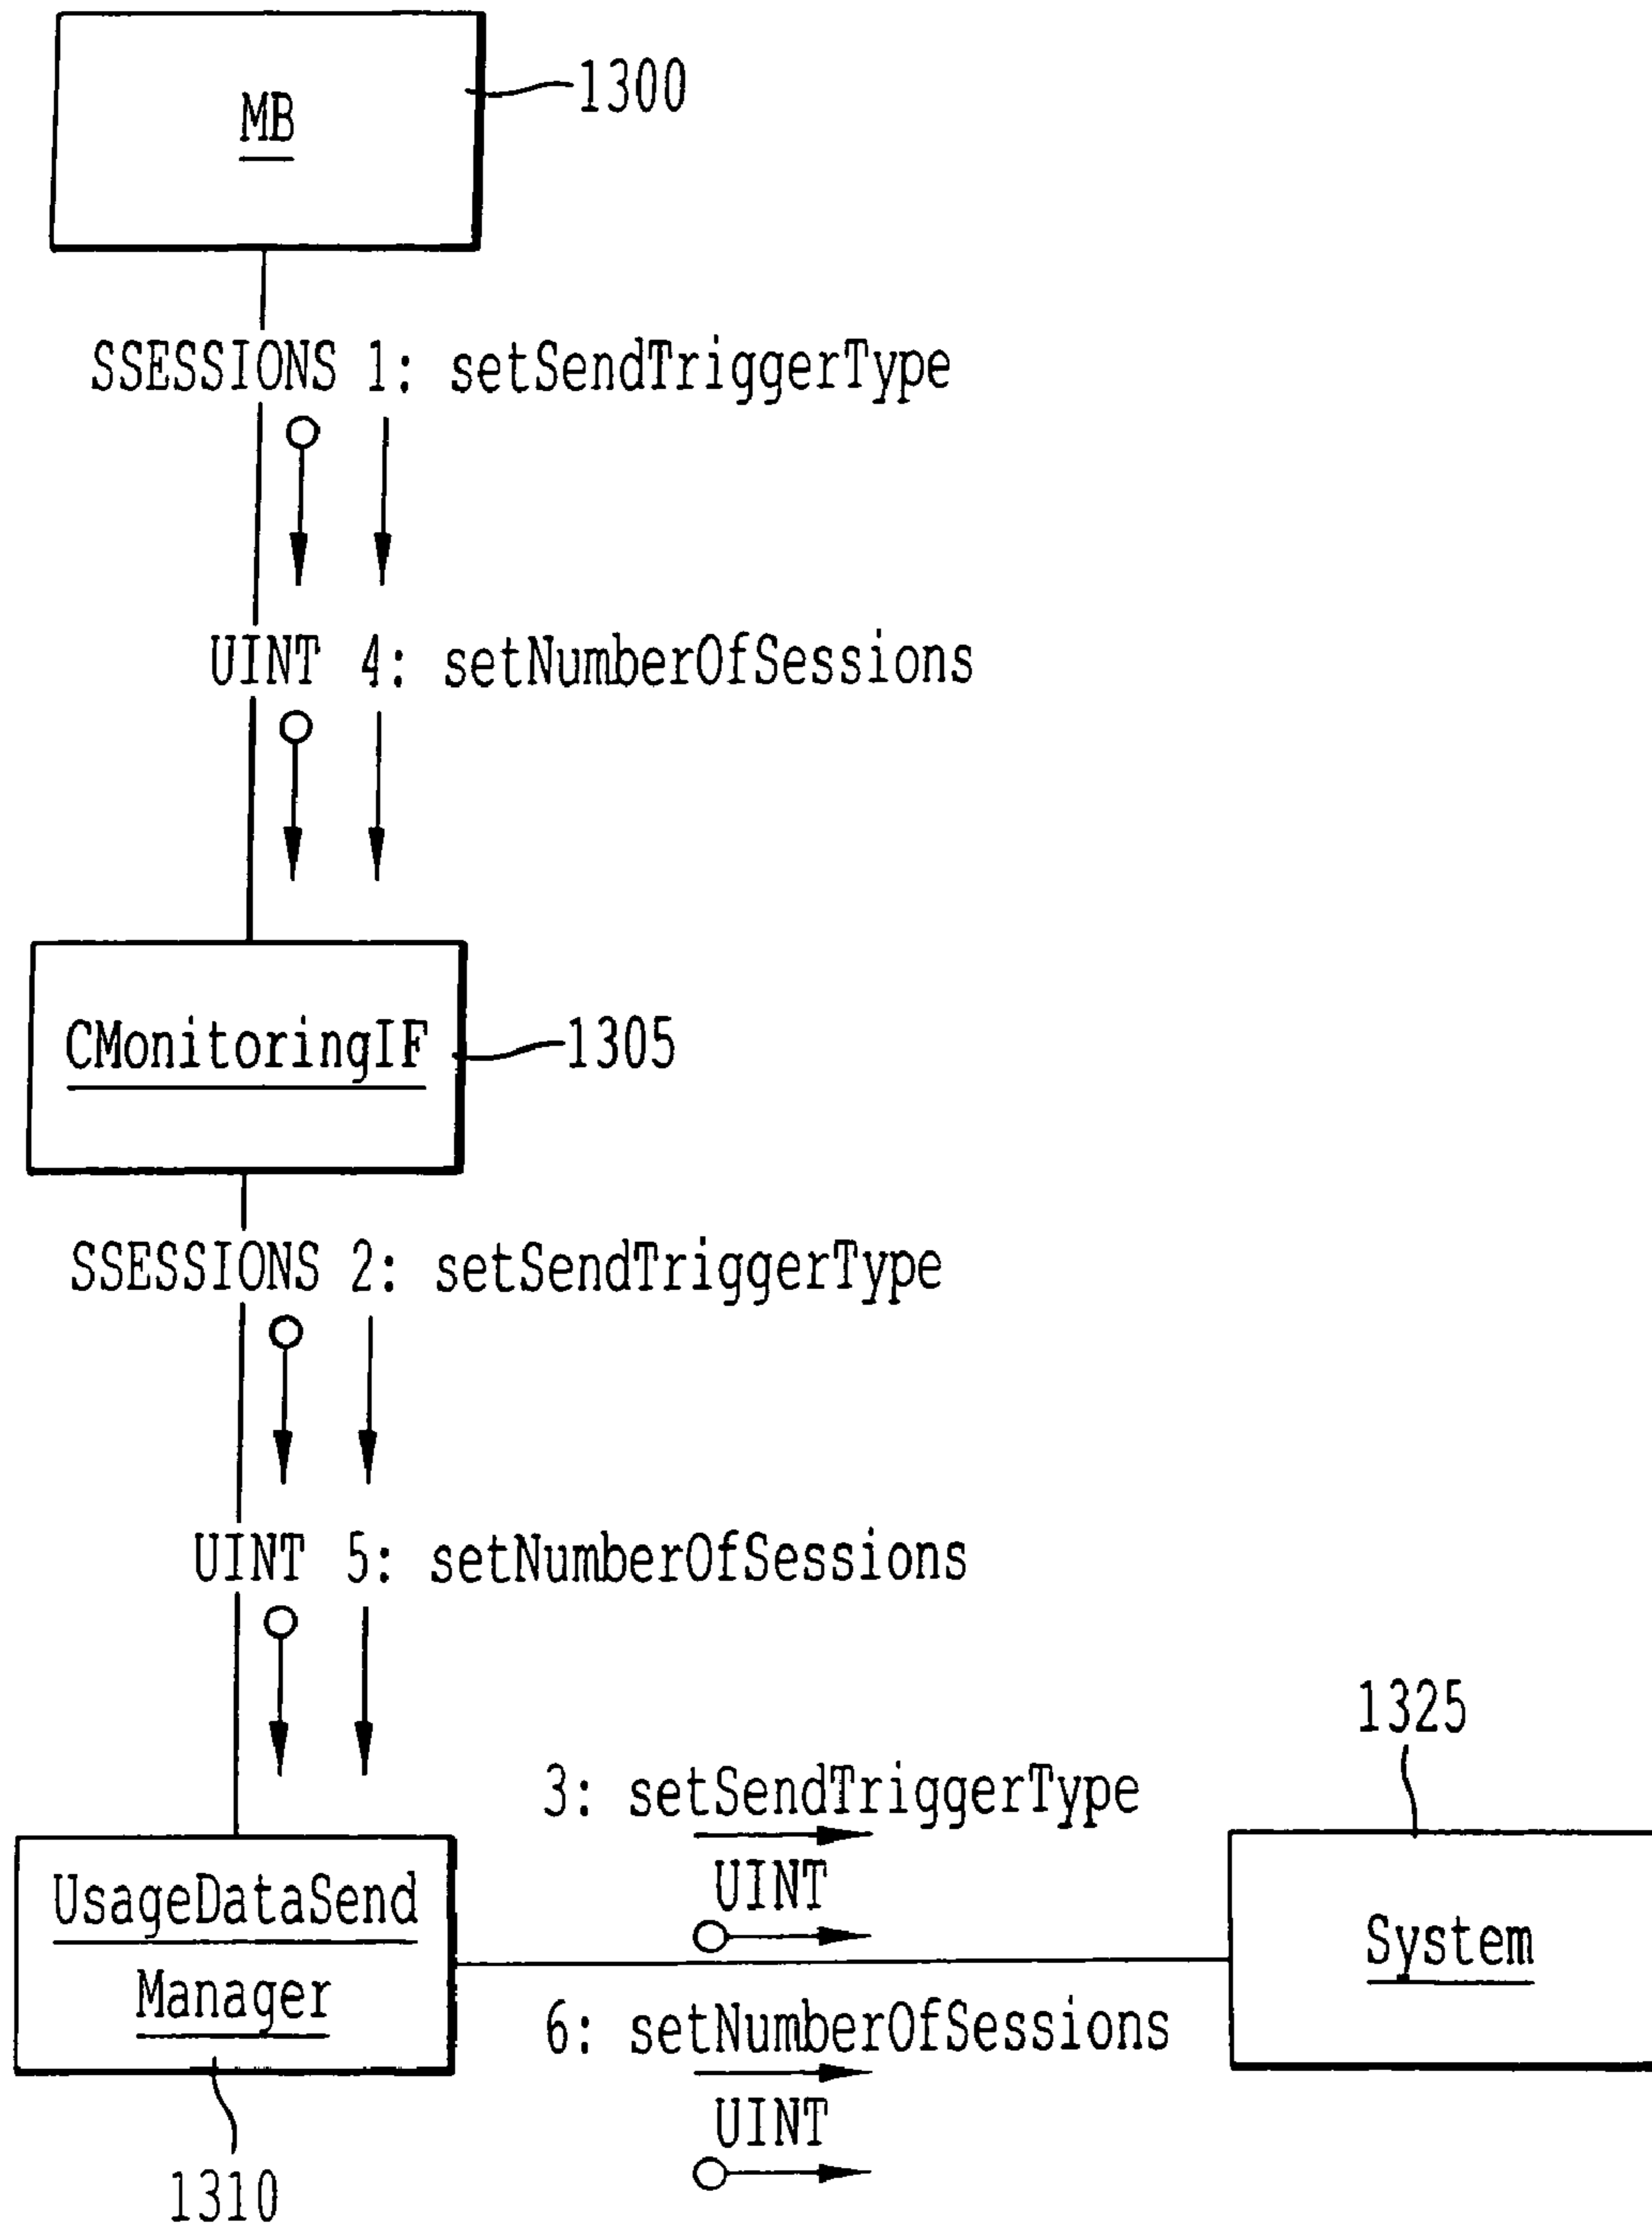 MB
1300
SSESSIONS 1: setSendTriggerType
UINT 4: setNumberOfSessions
CMonitoringIF
1305
SSESSIONS 2: setSendTriggerType
UINT 5: setNumberOfSessions
1325
3: setSendTriggerType
UINT
UsageDataSend
Manager
System
6: setNumberOfSessions
UINT
1310